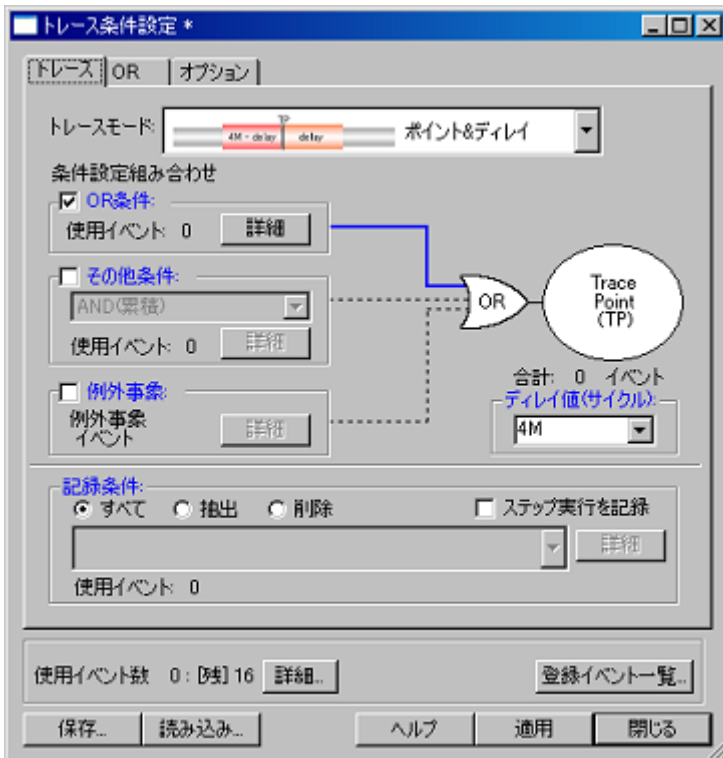 トレース条件設定 *
トレース OR オプション
トレースモード: 4M - delay TP delay ポイント&ディレイ
条件設定組み合わせ
OR条件:
使用イベント: 0 詳細
その他条件:
AND(累積)
使用イベント: 0 詳細
例外事象:
例外事象
イベント 詳細
OR
Trace
Point
(TP)
合計: 0 イベント
ディレイ値(サイクル):
4M
記録条件:
すべて 抽出 削除 ステップ実行を記録
詳細
使用イベント: 0
使用イベント数 0 : [残] 16 詳細... 登録イベント一覧...
保存... 読み込み... ヘルプ 適用 閉じる